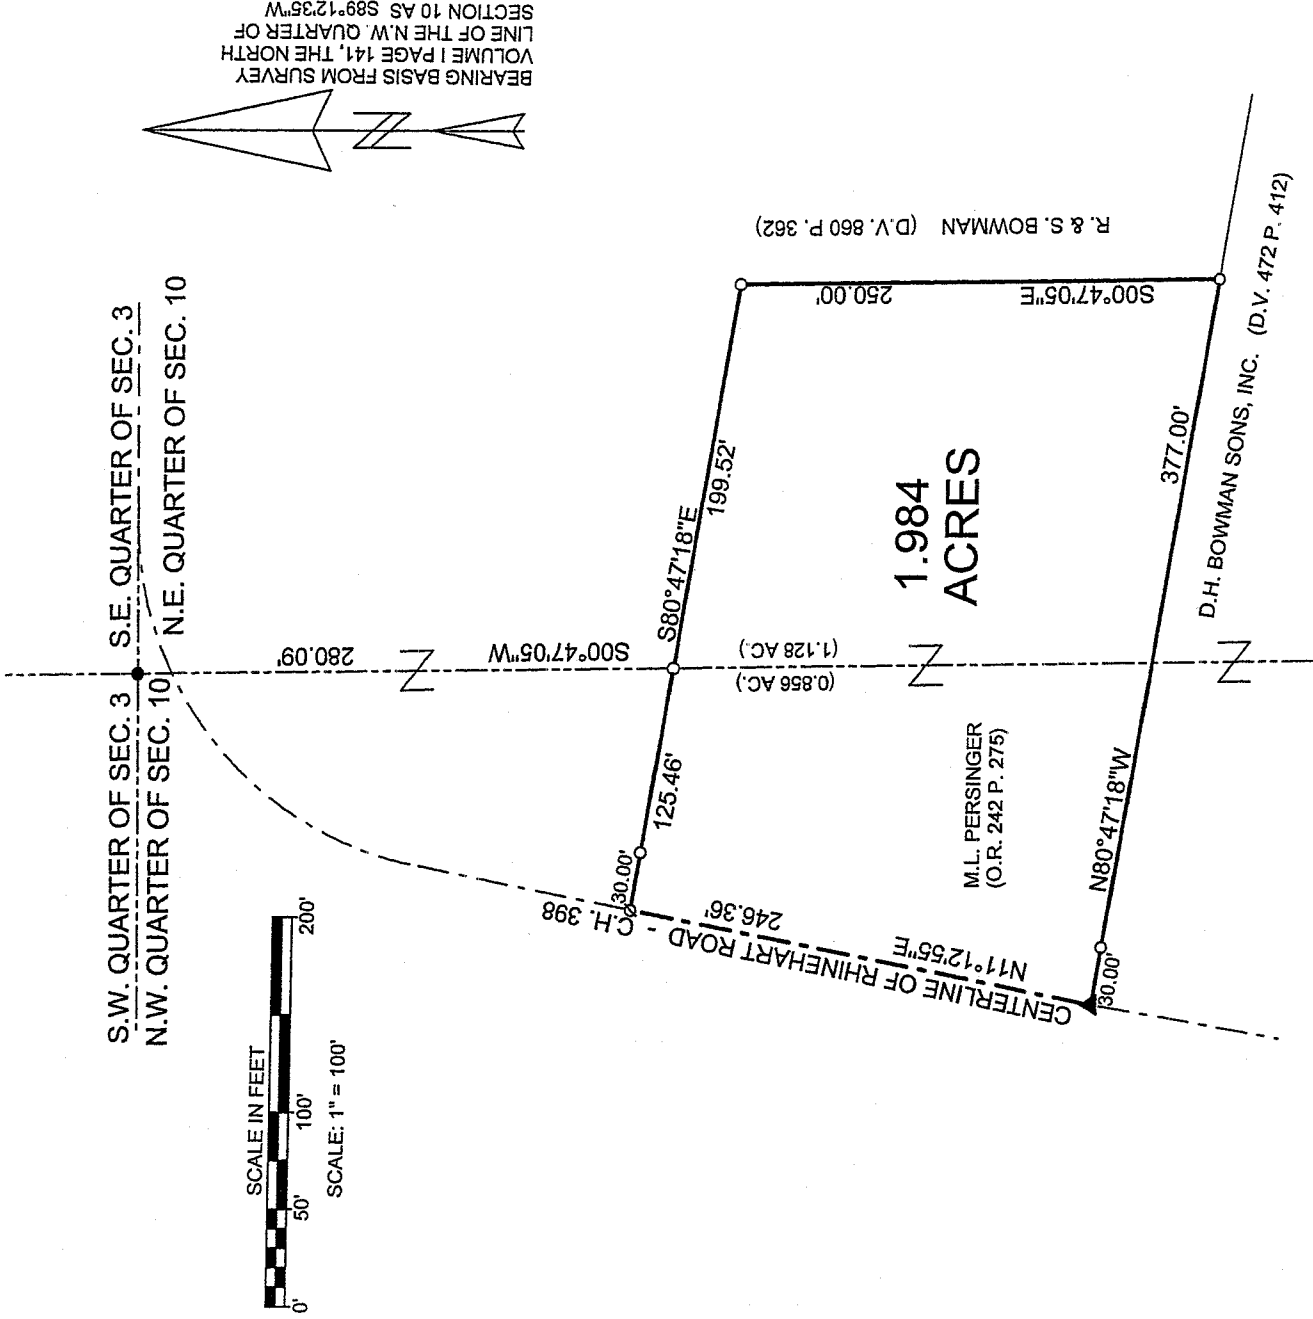 BEARING BASIS FROM SURVEY
VOLUME I PAGE 141, THE NORTH
LINE OF THE N.W. QUARTER OF
SECTION 10 AS S89°12'35"W
N
S.W. QUARTER OF SEC. 3
S.E. QUARTER OF SEC. 3
N.W. QUARTER OF SEC. 10
N.E. QUARTER OF SEC. 10
SCALE IN FEET
0'
50'
100'
200'
SCALE: 1" = 100'
280.09'
S00°47'05"W
N
S80°47'18"E
199.52'
125.46'
30.00'
R. & S. BOWMAN (D.V. 860 P. 362)
250.00'
S00°47'05"E
1.984
ACRES
(1.128 AC.)
(0.856 AC.)
N
M.L. PERSINGER
(O.R. 242 P. 275)
CENTERLINE OF RHINEHART ROAD - C.H. 398
246.36'
N11°12'55"E
30.00'
N80°47'18"W
377.00'
D.H. BOWMAN SONS, INC. (D.V. 472 P. 412)
N